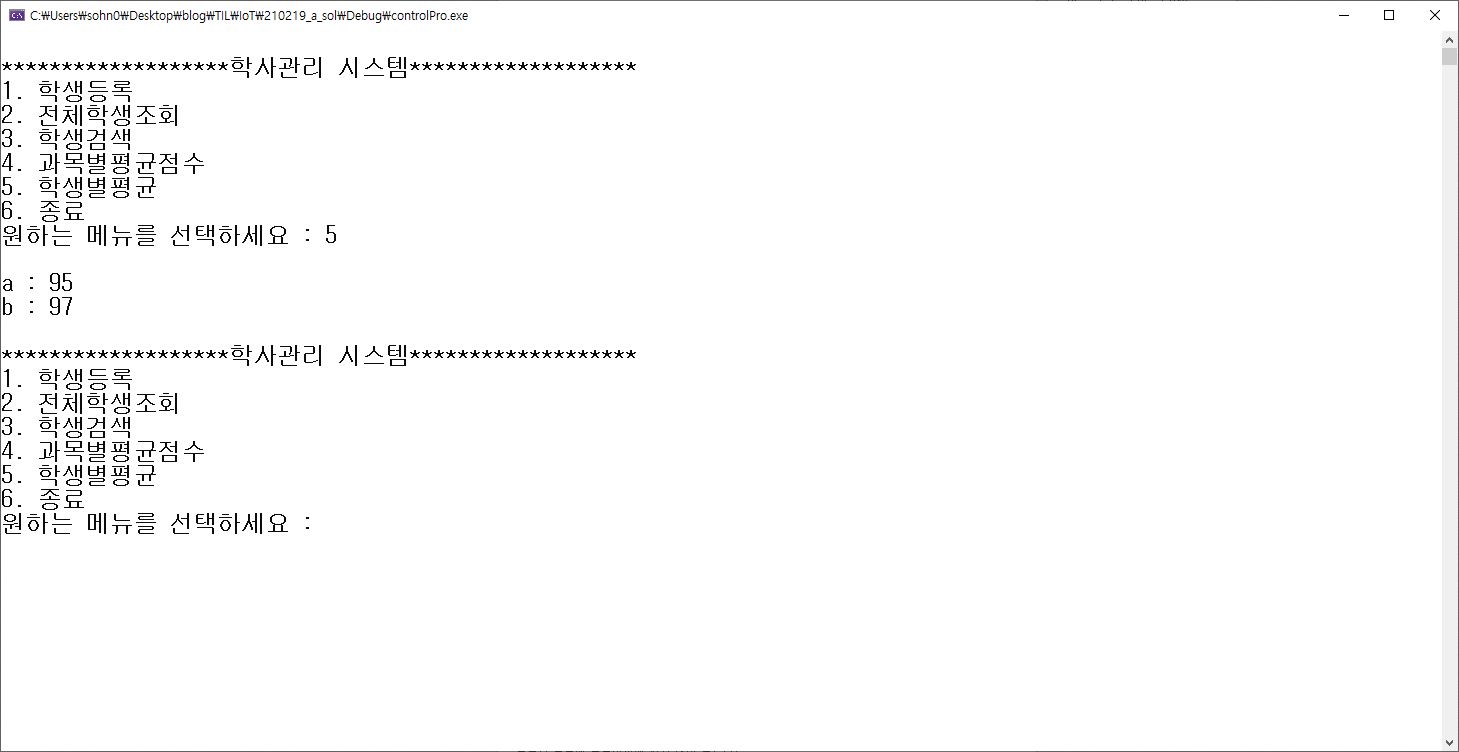 C:₩Users₩sohn0₩Desktop₩blog₩TIL₩IoT₩210219_a_sol₩Debug₩controlPro.exe
*******************학사관리 시스템*******************
1. 학생등록
2. 전체학생조회
3. 학생검색
4. 과목별평균점수
5. 학생별평균
6. 종료
원하는 메뉴를 선택하세요 : 5
a : 95
b : 97
*******************학사관리 시스템*******************
1. 학생등록
2. 전체학생조회
3. 학생검색
4. 과목별평균점수
5. 학생별평균
6. 종료
원하는 메뉴를 선택하세요 :